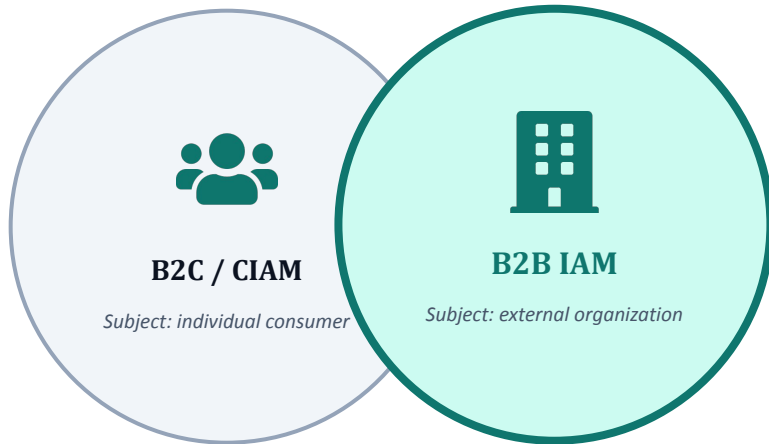 B2C / CIAM
Subject: individual consumer
B2B IAM
Subject: external organization